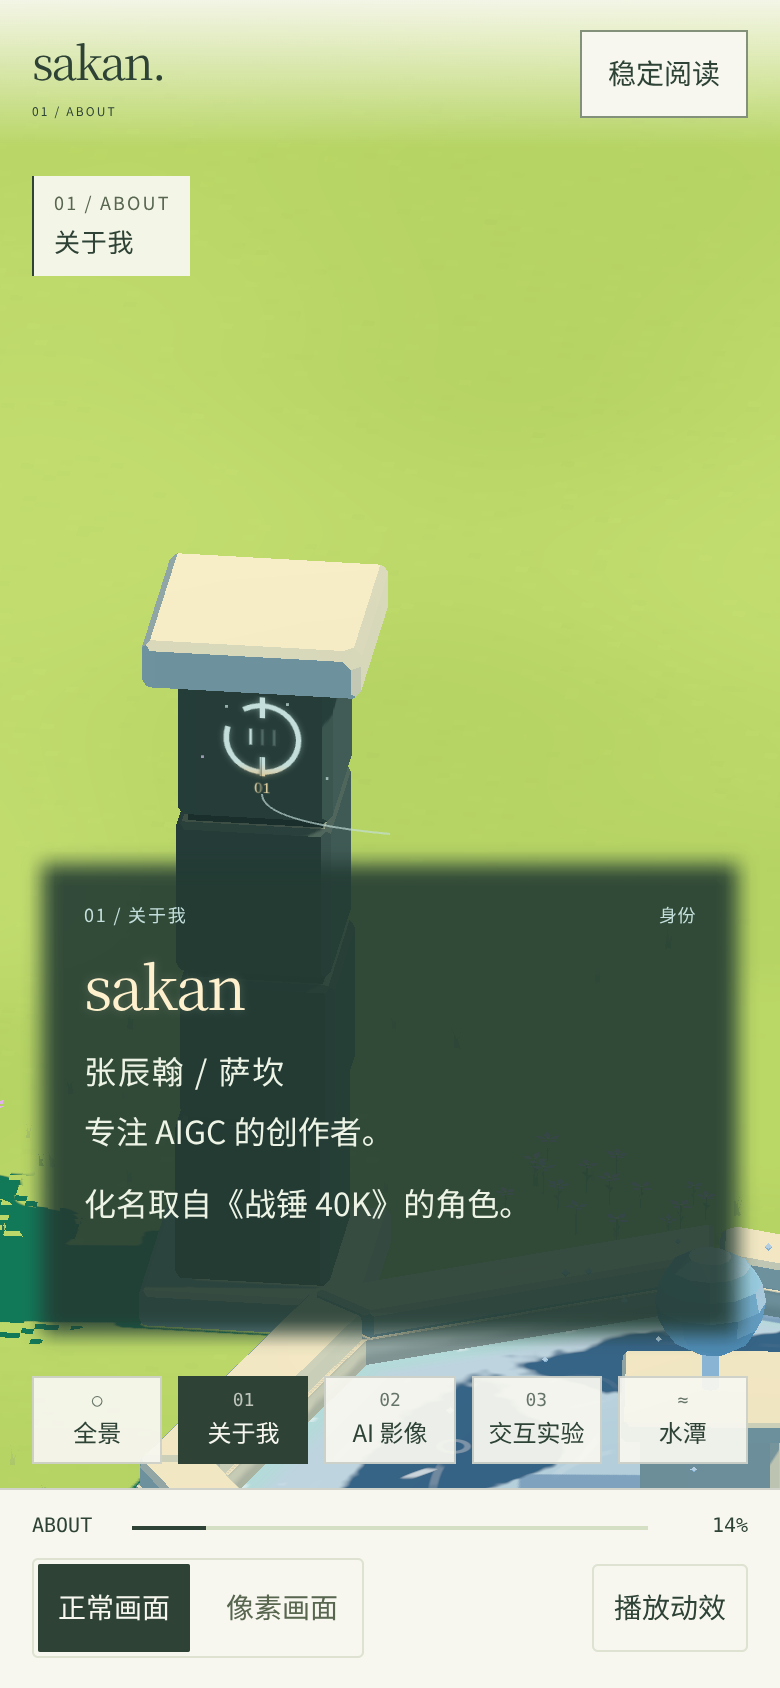 sakan.
01 / ABOUT
稳定阅读
01 / ABOUT
关于我
01
01 / 关于我
身份
sakan
张辰翰 / 萨坎
专注 AIGC 的创作者。
化名取自《战锤 40K》的角色。
○
全景
01
关于我
02
AI 影像
03
交互实验
≈
水潭
ABOUT
14%
正常画面
像素画面
播放动效